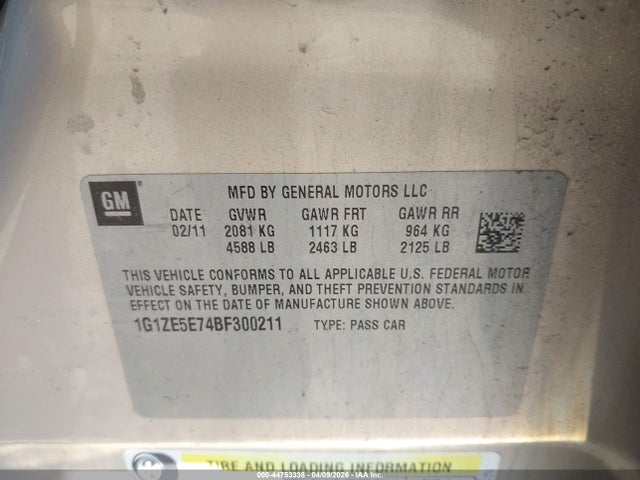 GM®
MFD BY GENERAL MOTORS LLC
DATE GVWR GAWR FRT GAWR RR
02/11 2081 KG 1117 KG 964 KG
4588 LB 2463 LB 2125 LB
THIS VEHICLE CONFORMS TO ALL APPLICABLE U.S. FEDERAL MOTOR
VEHICLE SAFETY, BUMPER, AND THEFT PREVENTION STANDARDS IN
EFFECT ON THE DATE OF MANUFACTURE SHOWN ABOVE.
1G1ZE5E74BF300211 TYPE: PASS CAR
TIRE AND LOADING INFORMATION
000-44753338 - 04/09/2026 - IAA Inc.